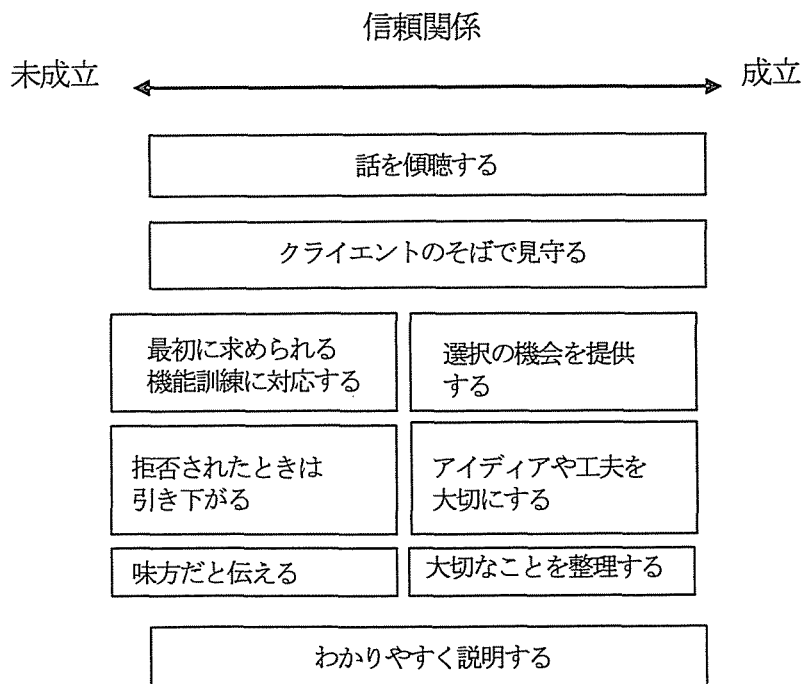 信頼関係
未成立
成立
話を傾聴する
クライエントのそばで見守る
最初に求められる
機能訓練に対応する
選択の機会を提供
する
拒否されたときは
引き下がる
アイディアや工夫を
大切にする
味方だと伝える
大切なことを整理する
わかりやすく説明する